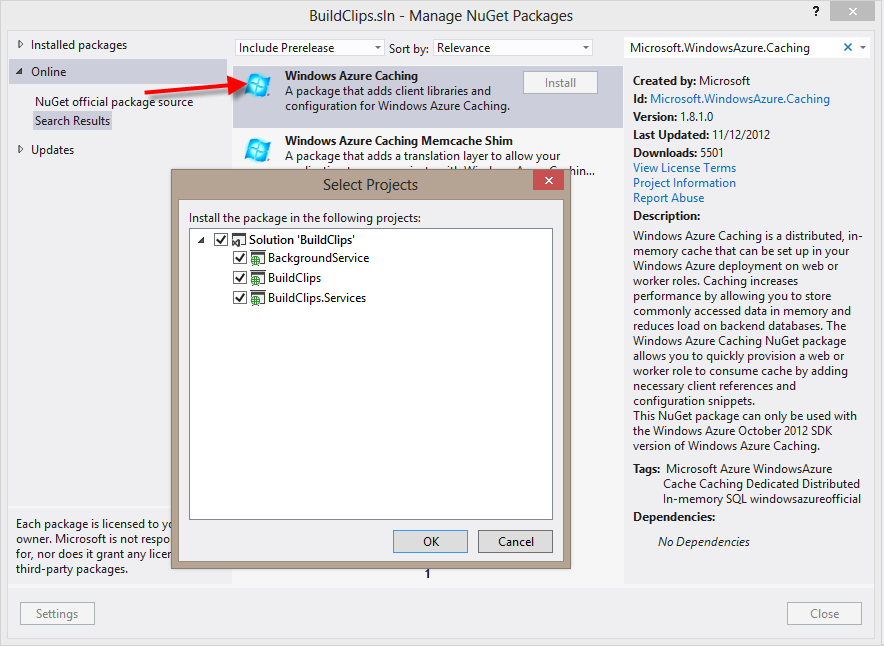 BuildClips.sln - Manage NuGet Packages
?
Installed packages
Online
NuGet official package source
Search Results
Updates
Each package is licensed to
owner. Microsoft is not
for, nor does it grant any
third-party packages.
Settings
Include Prerelease
Sort by:
Relevance
Windows Azure Caching
A package that adds client libraries and
configuration for Windows Azure Caching.
Install
Windows Azure Caching Memcache Shim
A package that adds a translation layer to allow your
Select Projects
Install the package in the following projects:
Solution 'BuildClips'
BackgroundService
BuildClips
BuildClips.Services
OK
Cancel
1
Microsoft.WindowsAzure.Caching
Created by: Microsoft
Id: Microsoft.WindowsAzure.Caching
Version: 1.8.1.0
Last Updated: 11/12/2012
Downloads: 5501
View License Terms
Project Information
Report Abuse
Description:
Windows Azure Caching is a distributed, in-
memory cache that can be set up in your
Windows Azure deployment on web or
worker roles. Caching increases
performance by allowing you to store
commonly accessed data in memory and
reduces load on backend databases. The
Windows Azure Caching NuGet package
allows you to quickly provision a web or
worker role to consume cache by adding
necessary client references and
configuration snippets.
This NuGet package can only be used with
the Windows Azure October 2012 SDK
version of Windows Azure Caching.
Tags: Microsoft Azure WindowsAzure
Cache Caching Dedicated Distributed
In-memory SQL windowsazureofficial
Dependencies:
No Dependencies
Close